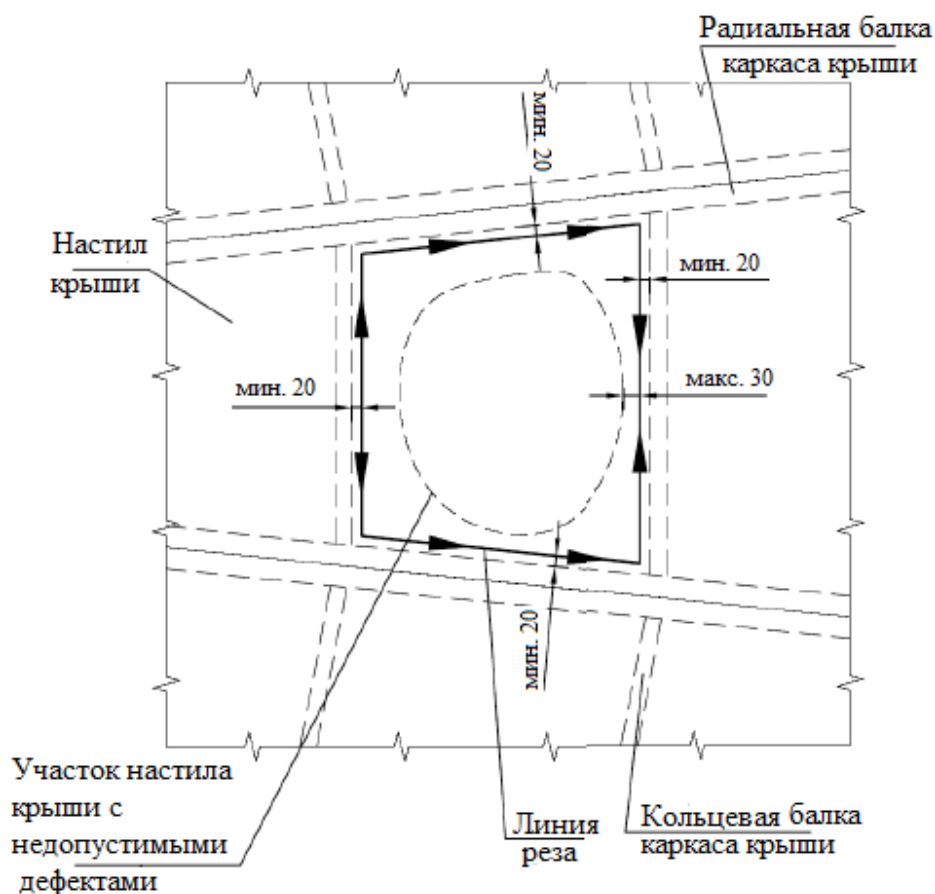 Радиальная балка
каркаса крыши
мин. 20
Настил
крыши
мин. 20
мин. 20
макс. 30
мин. 20
Участок настила
крыши с
недопустимыми
дефектами
Линия
реза
Кольцевая балка
каркаса крыши